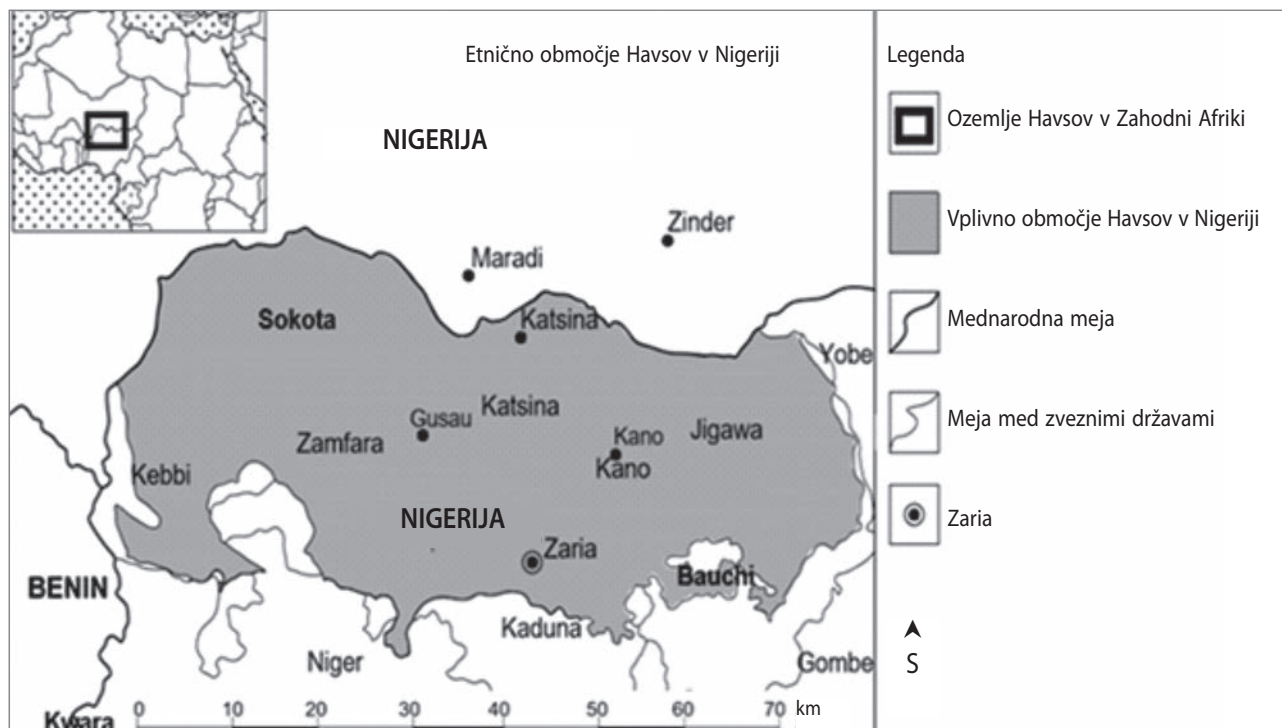 Etnično območje Havsov v Nigeriji
NIGERIJA
Zinder
Maradi
Sokota
Katsina
Yobe
Katsina
Gusau
Zamfara
Kano
Kano
Jigawa
Kebbi
NIGERIJA
Zaria
Bauchi
BENIN
Kaduna
Niger
Gombe
Kwara
0 10 20 30 40 50 60 70 km
Legenda
Ozemlje Havsov v Zahodni Afriki
Vplivno območje Havsov v Nigeriji
Mednarodna meja
Meja med zveznimi državami
Zaria
S